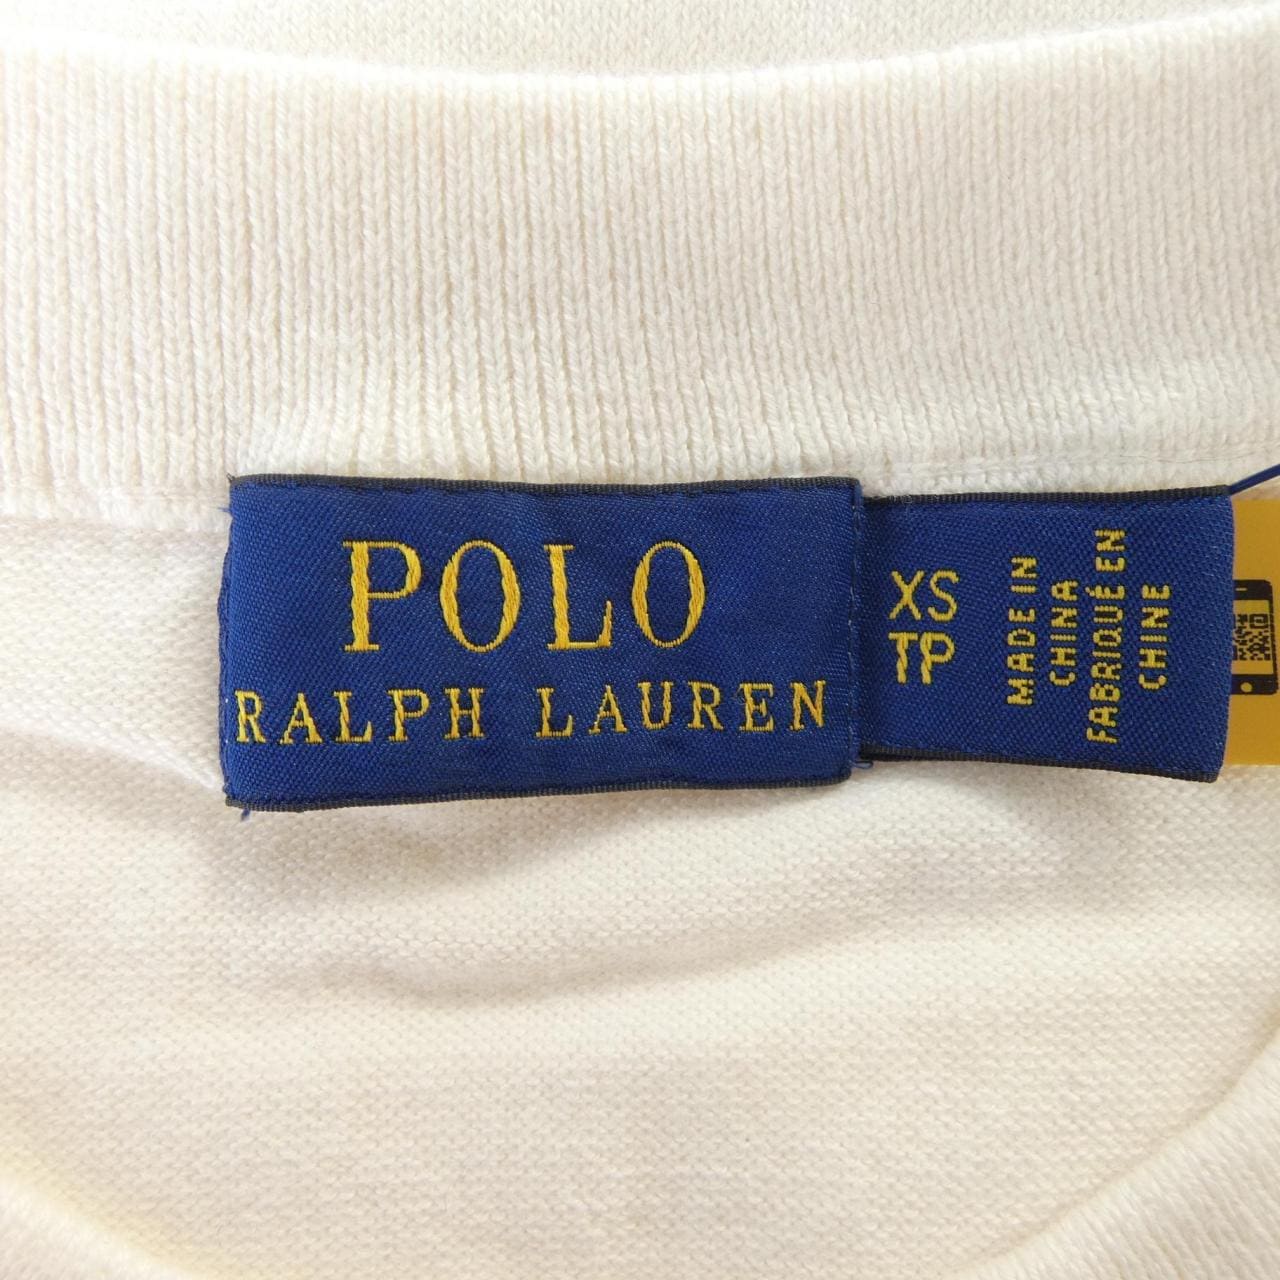 POLO
RALPH LAUREN
XS
TP
MADE IN
CHINA
FABRIQUÉ EN
CHINE